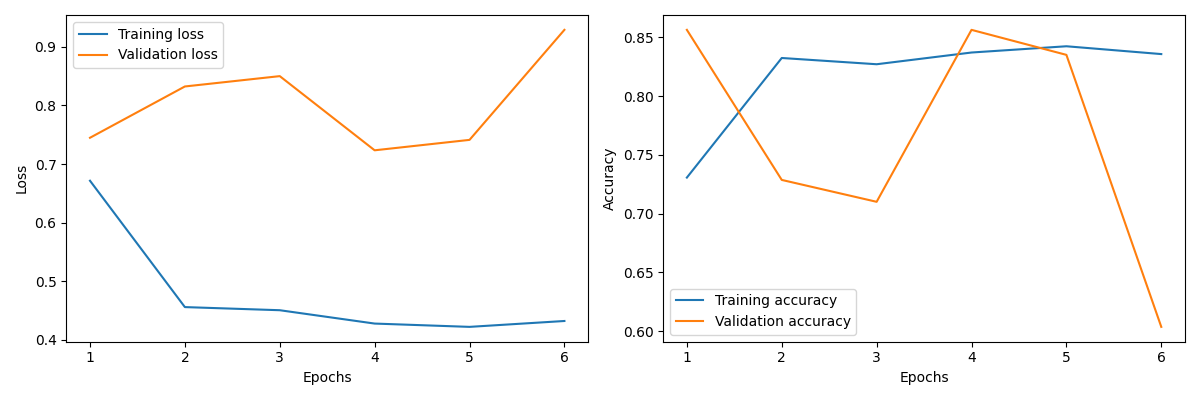 Training loss
Validation loss
0.9
0.8
0.7
0.6
0.5
0.4
Loss
1 2 3 4 5 6
Epochs
0.85
0.80
0.75
0.70
0.65
0.60
Accuracy
Training accuracy
Validation accuracy
1 2 3 4 5 6
Epochs